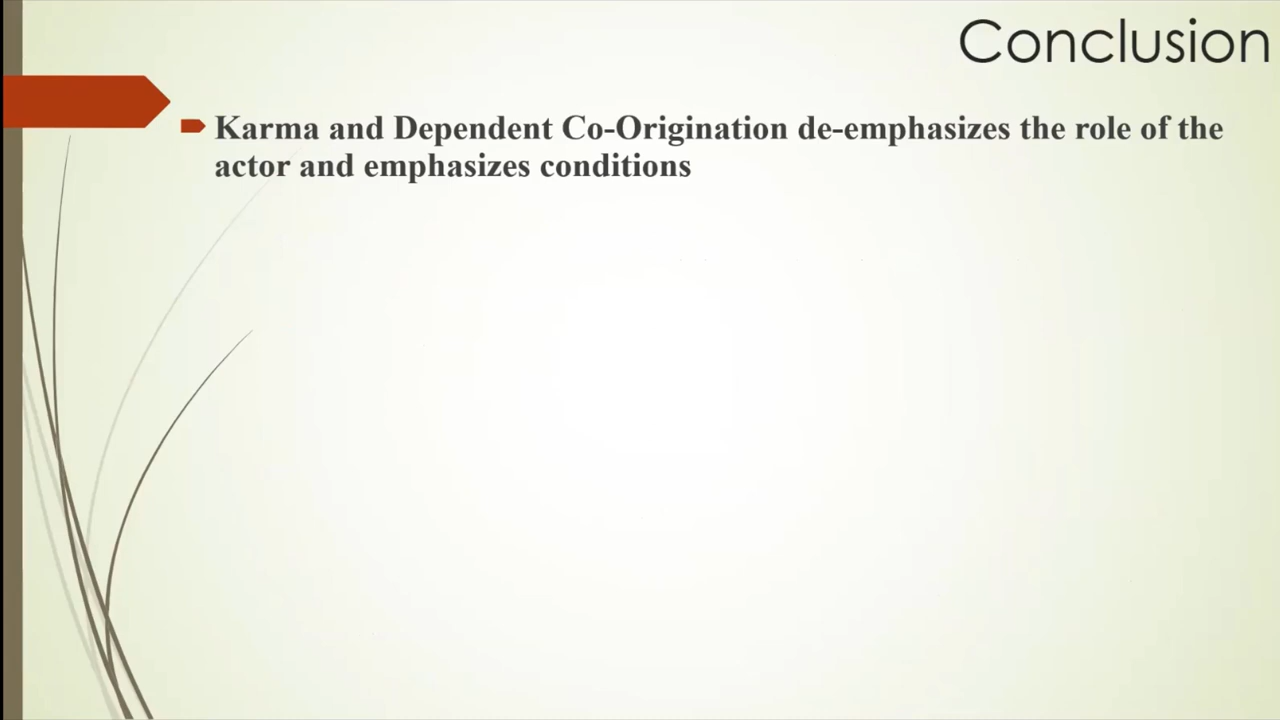 Conclusion
Karma and Dependent Co-Origination de-emphasizes the role of the
actor and emphasizes conditions